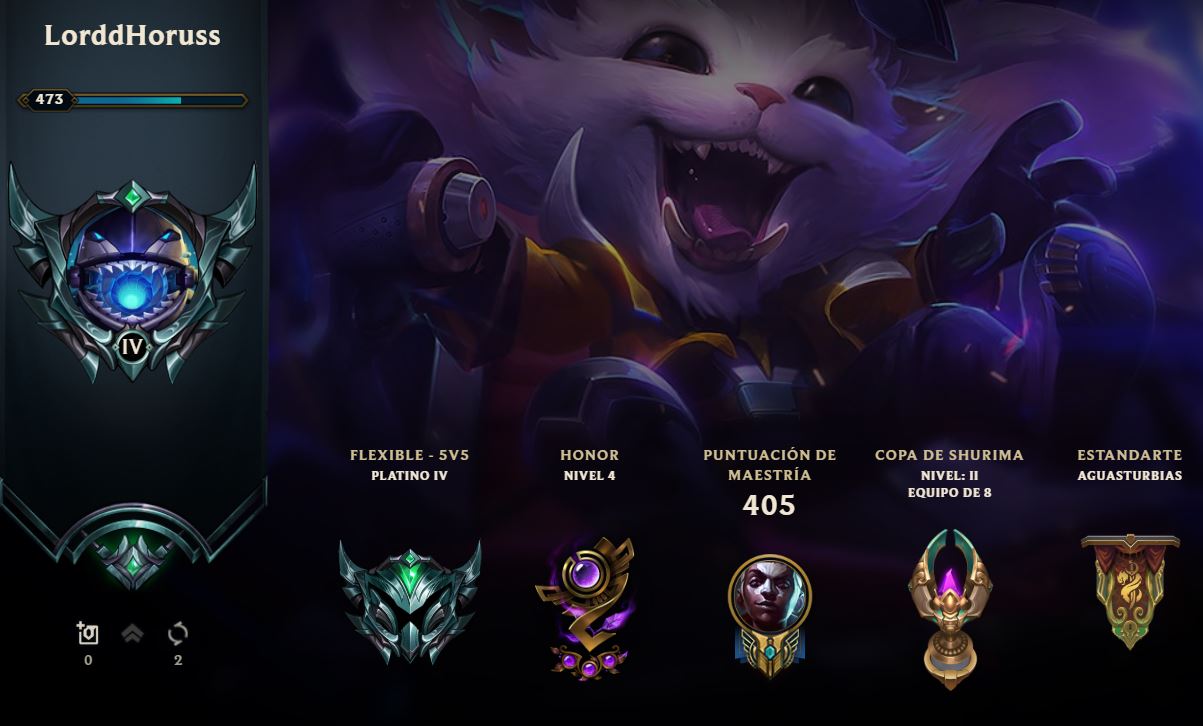 LorddHoruss
473
IV
0
2
FLEXIBLE - 5V5
PLATINO IV
HONOR
NIVEL 4
PUNTUACIÓN DE
MAESTRÍA
405
COPA DE SHURIMA
NIVEL: II
EQUIPO DE 8
ESTANDARTE
AGUASTURBIAS